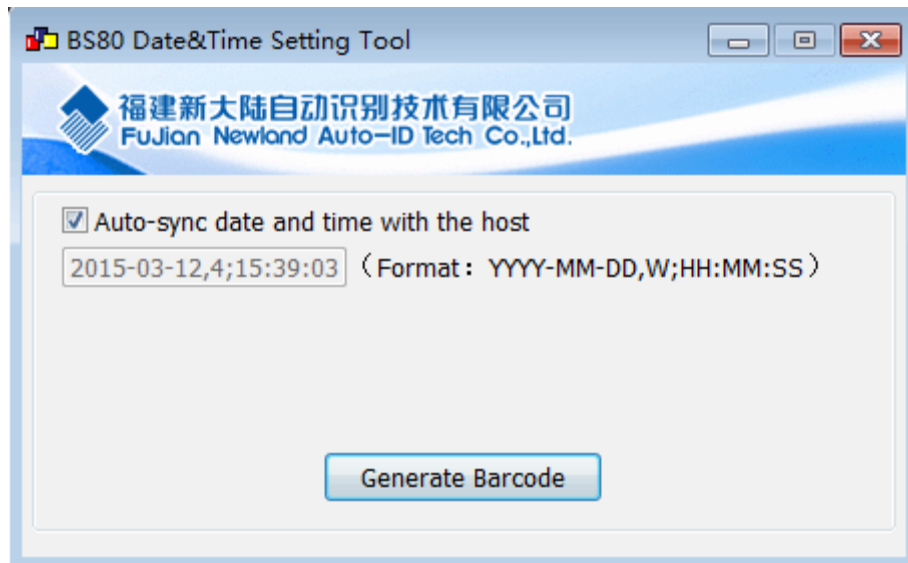 BS80 Date&Time Setting Tool
福建新大陆自动识别技术有限公司
FuJian Newland Auto-ID Tech Co.,Ltd.
Auto-sync date and time with the host
2015-03-12,4;15:39:03 （Format：YYYY-MM-DD,W;HH:MM:SS）
Generate Barcode